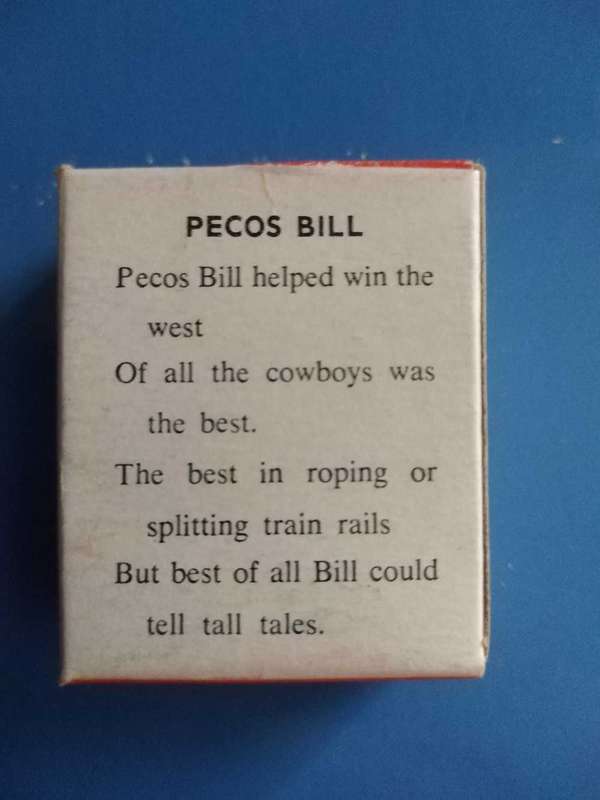 PECOS BILL
Pecos Bill helped win the
west
Of all the cowboys was
the best.
The best in roping or
splitting train rails
But best of all Bill could
tell tall tales.